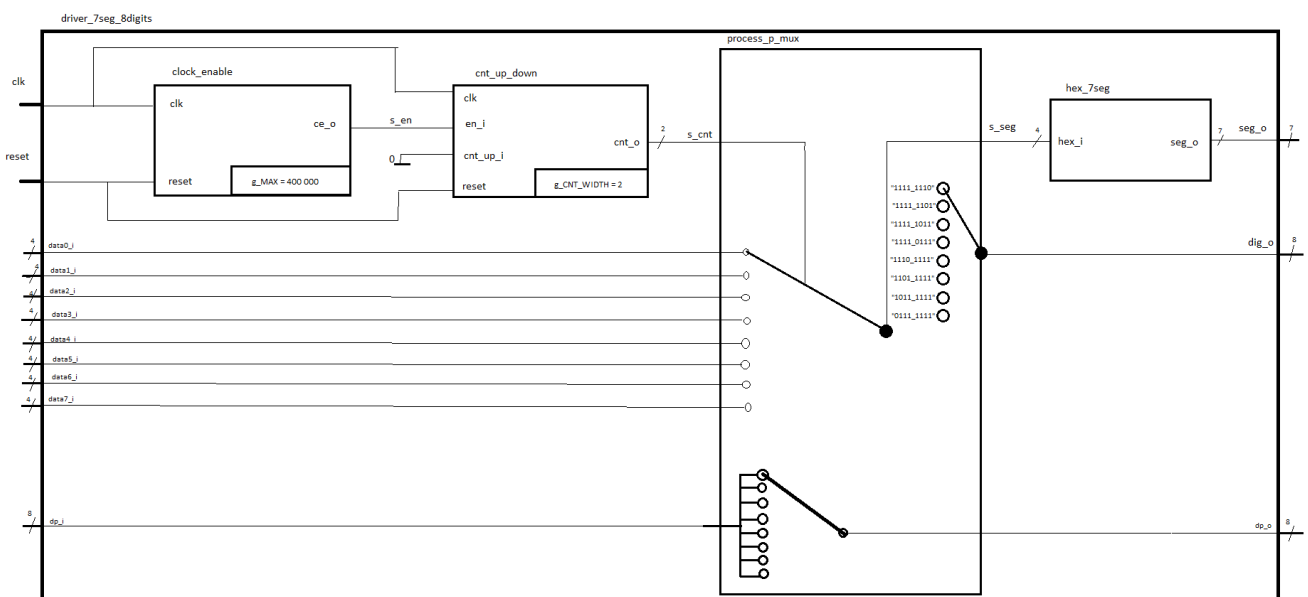 driver_7seg_8digits
process_p_mux
clk
clock_enable
cnt_up_down
hex_7seg
clk
clk
ce_o
s_en
en_i
cnt_o
2
s_cnt
s_seg
4
hex_i
seg_o
7
seg_o
7
reset
0
cnt_up_i
reset
g_MAX = 400 000
reset
g_CNT_WIDTH = 2
"1111_1110"
"1111_1101"
"1111_1011"
"1111_0111"
"1110_1111"
"1101_1111"
"1011_1111"
"0111_1111"
dig_o
8
4
data0_i
4
data1_i
4
data2_i
4
data3_i
4
data4_i
4
data5_i
4
data6_i
4
data7_i
8
dp_i
dp_o
8